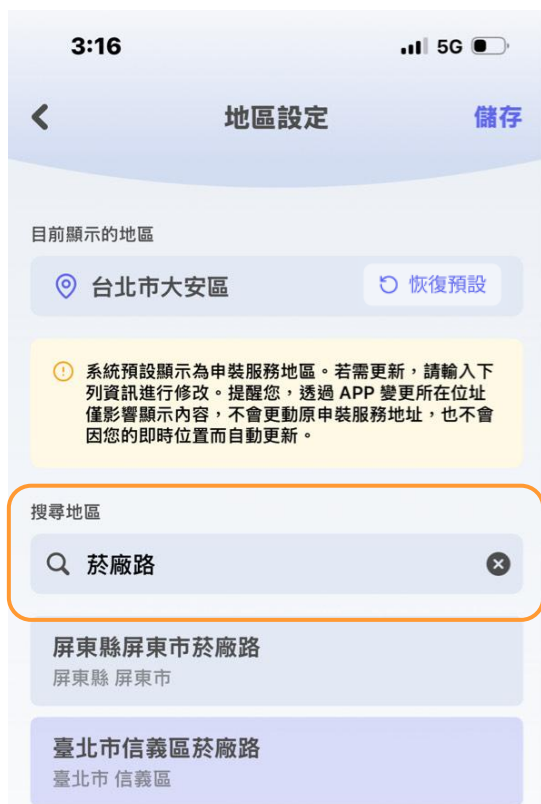 3:16
5G
地區設定
儲存
目前顯示的地區
台北市大安區
恢復預設
系統預設顯示為申裝服務地區。若需更新，請輸入下
列資訊進行修改。提醒您，透過 APP 變更所在位址
僅影響顯示內容，不會更動原申裝服務地址，也不會
因您的即時位置而自動更新。
搜尋地區
菸廠路
屏東縣屏東市菸廠路
屏東縣 屏東市
臺北市信義區菸廠路
臺北市 信義區